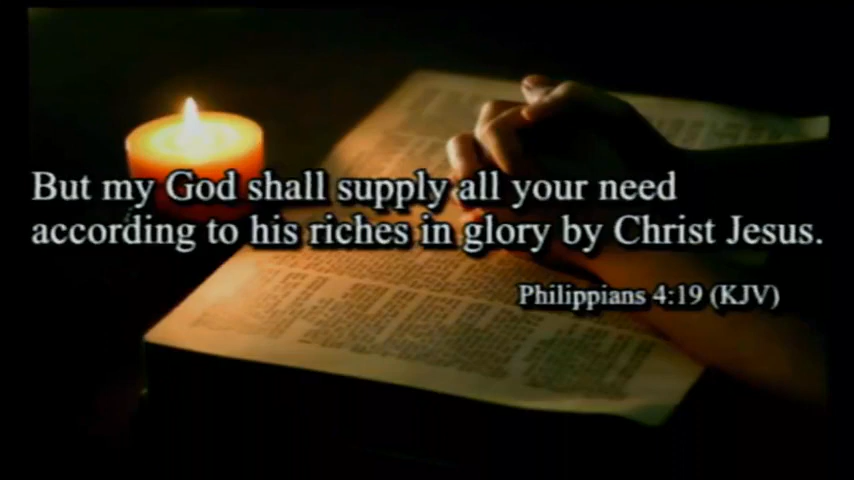 But my God shall supply all your need
according to his riches in glory by Christ Jesus.
Philippians 4:19 (KJV)